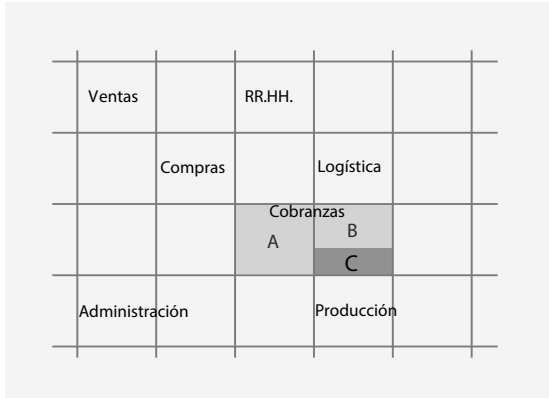 Ventas
RR.HH.
Compras
Logística
Cobranzas
A
B
C
Administración
Producción